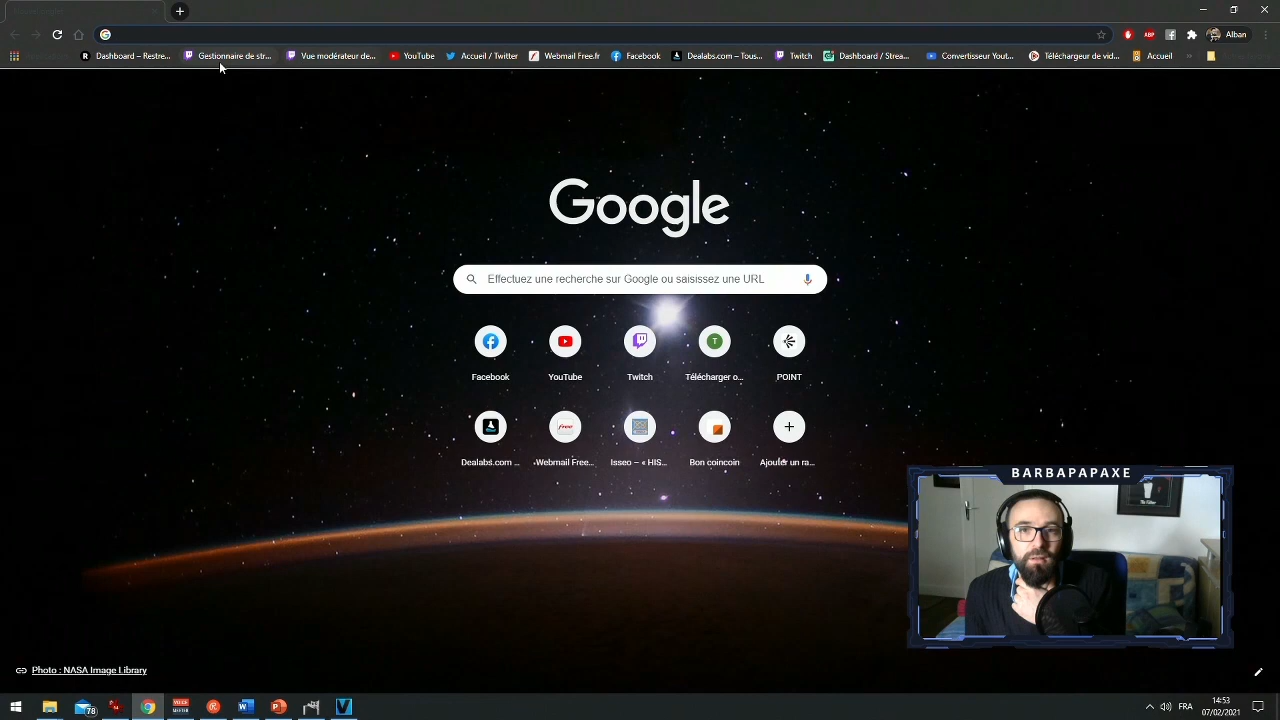 Alban
Dashboard – Restre...
Gestionnaire de str...
Vue modérateur de...
YouTube
Accueil / Twitter
Webmail Free.fr
Facebook
Dealabs.com – Tous...
Twitch
Dashboard / Strea...
Convertisseur Yout...
Téléchargeur de vid...
Accueil
Google
Effectuez une recherche sur Google ou saisissez une URL
Facebook
YouTube
Twitch
T
Télécharger o...
POINT
Dealabs.com ...
free
Webmail Free...
Isseo – « HIS...
Bon coincoin
Ajouter un ra...
BARBAPAPAXE
Photo : NASA Image Library
78
FRA
14:53
07/02/2021